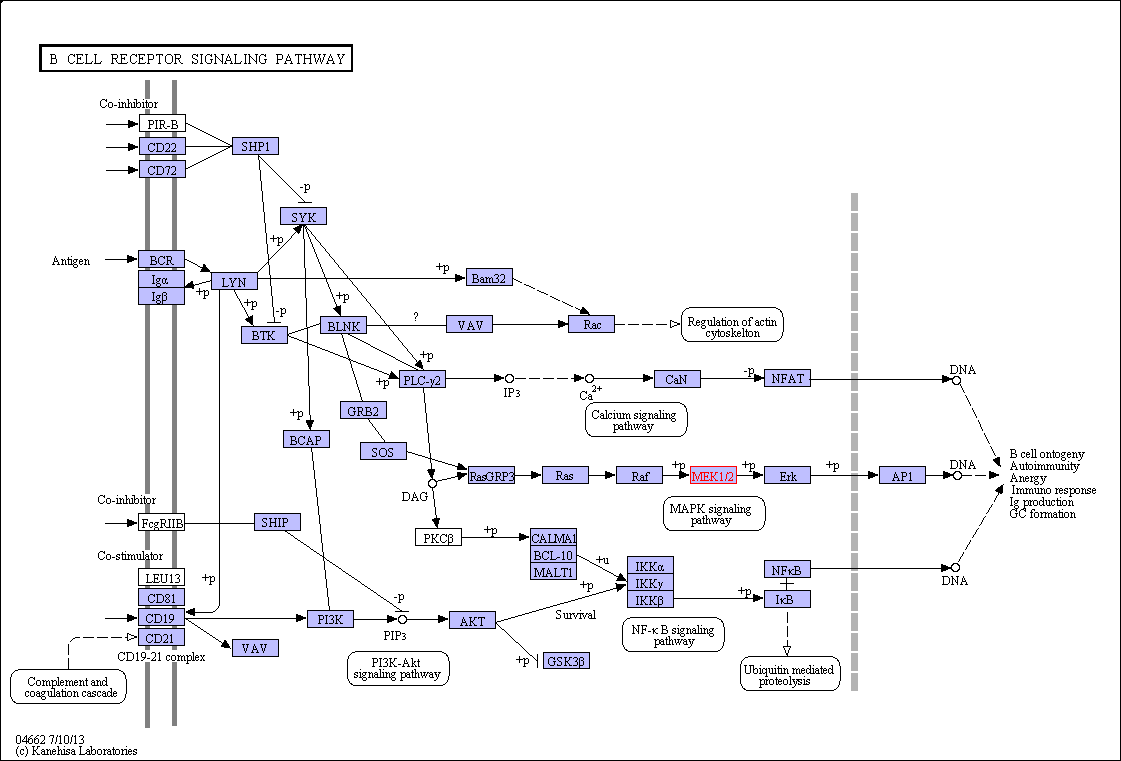 B CELL RECEPTOR SIGNALING PATHWAY
Co-inhibitor
PIR-B
CD22
CD72
SHP1
-p
SYK
+p
Antigen
BCR
Igα
Igβ
+p
LYN
+p
Bam32
+p
-p
+p
BTK
BLNK
?
VAV
Rac
Regulation of actin
cytoskelton
+p
+p
PLC-γ2
IP3
Ca2+
CaN
-p
NFAT
DNA
Calcium signaling
pathway
GRB2
+p
BCAP
SOS
RasGRP3
Ras
Raf
+p
MEK1/2
+p
Erk
+p
AP1
DNA
B cell ontogeny
Autoimmunity
Anergy
Immuno response
Ig production
GC formation
DAG
MAPK signaling
pathway
Co-inhibitor
FcgRIIB
SHIP
PKCβ
+p
CALMA1
BCL-10
MALT1
+u
IKKα
IKKγ
IKKβ
+p
NFκB
IκB
DNA
Co-stimulator
LEU13
CD81
CD19
CD21
+p
CD19-21 complex
VAV
PI3K
-p
PIP3
AKT
+p
Survival
+p
GSK3β
NF-κ B signaling
pathway
PI3K-Akt
signaling pathway
Ubiquitin mediated
proteolysis
Complement and
coagulation cascade
04662 7/10/13
(c) Kanehisa Laboratories